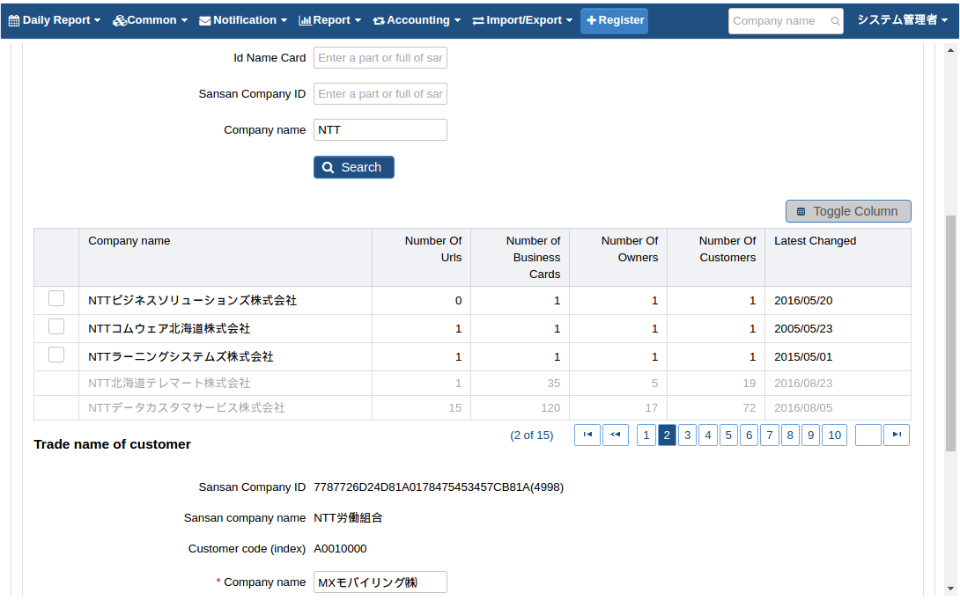 Daily Report Common Notification Report Accounting Import/Export Register Company name システム管理者
Id Name Card Enter a part or full of sar
Sansan Company ID Enter a part or full of sar
Company name NTT
Search
Toggle Column
Company name Number Of Urls Number of Business Cards Number Of Owners Number Of Customers Latest Changed
NTTビジネスソリューションズ株式会社 0 1 1 1 2016/05/20
NTTコムウェア北海道株式会社 1 1 1 1 2005/05/23
NTTラーニングシステムズ株式会社 1 1 1 1 2015/05/01
NTT北海道テレマート株式会社 1 35 5 19 2016/08/23
NTTデータカスタマサービス株式会社 15 120 17 72 2016/08/05
(2 of 15) 1 2 3 4 5 6 7 8 9 10
Trade name of customer
Sansan Company ID 7787726D24D81A0178475453457CB81A(4998)
Sansan company name NTT労働組合
Customer code (index) A0010000
* Company name MXモバイリング㈱